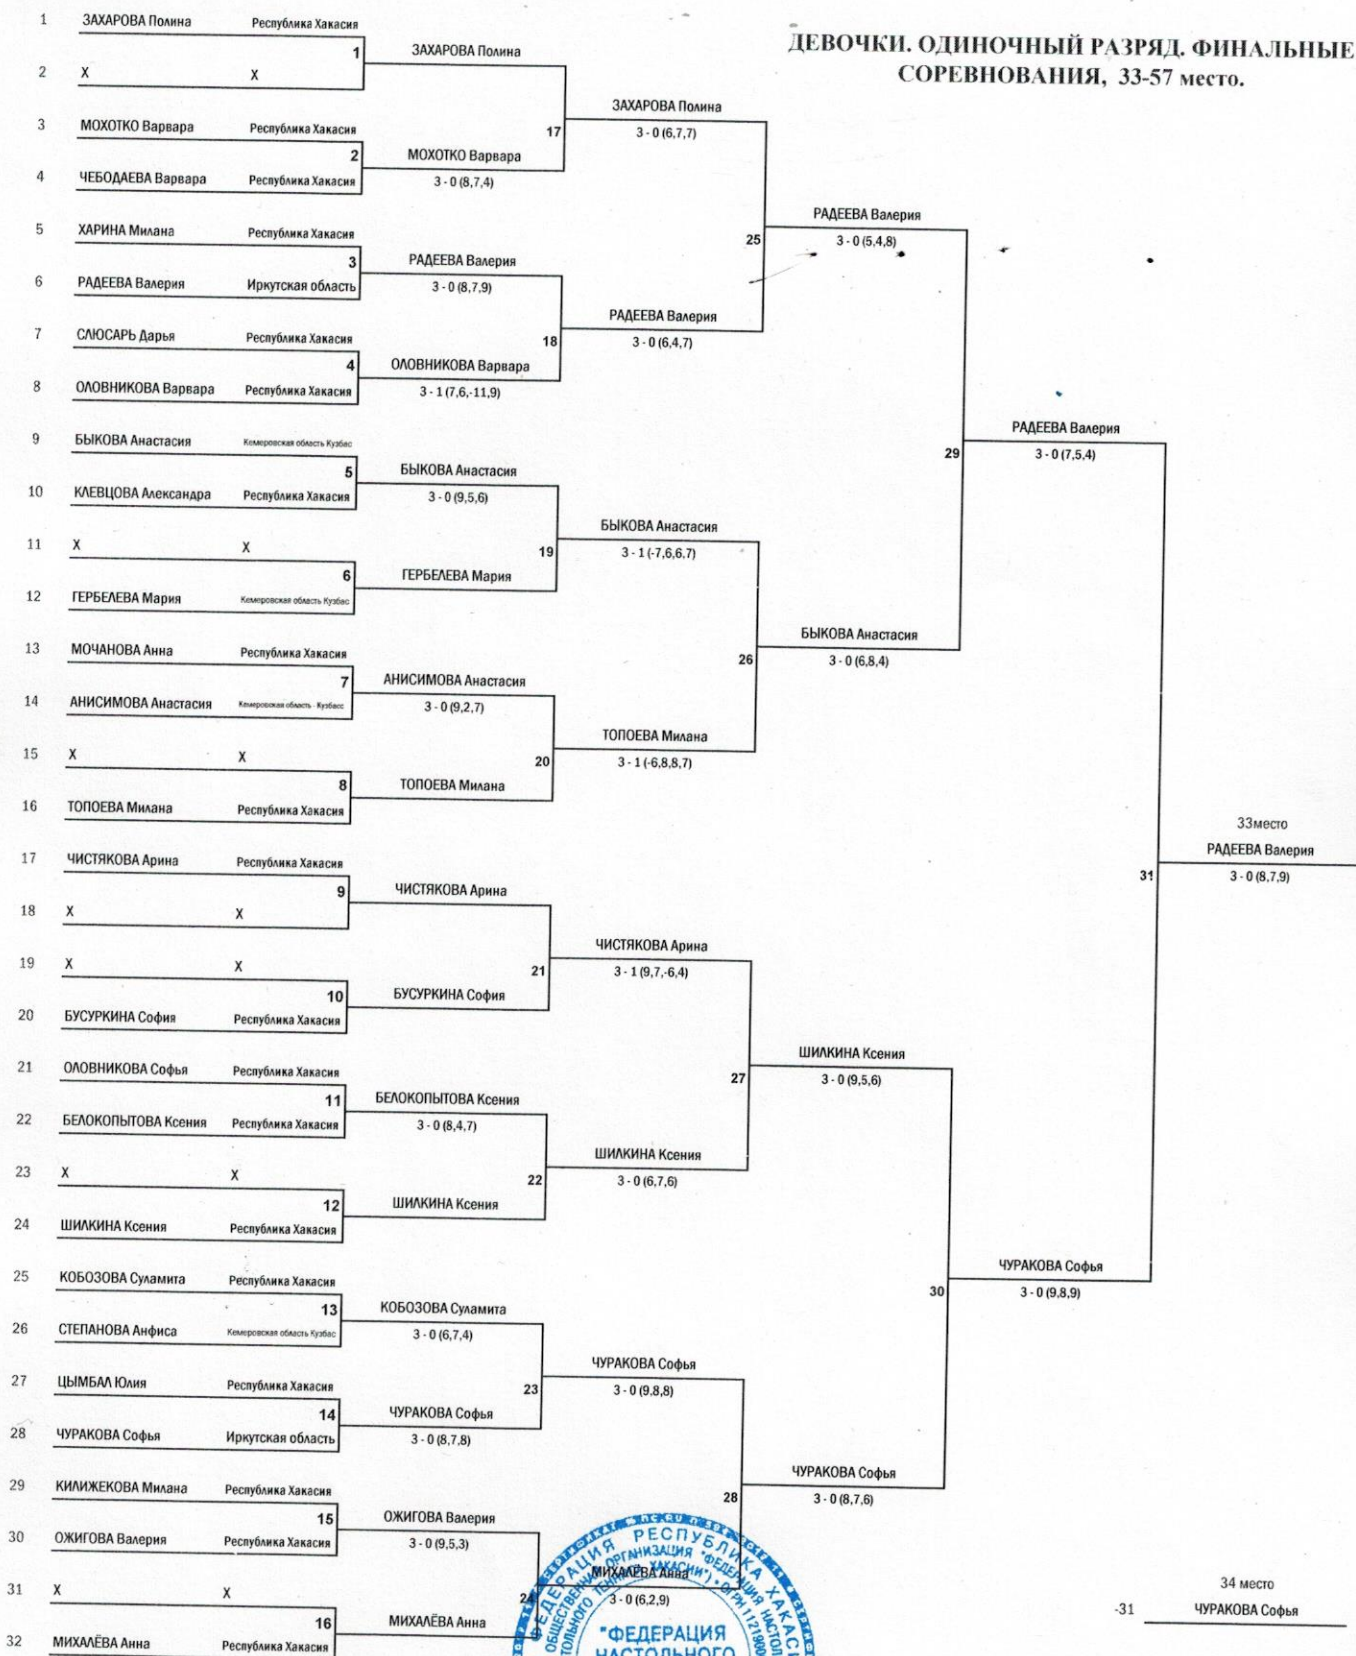 ДЕВОЧКИ. ОДИНОЧНЫЙ РАЗРЯД. ФИНАЛЬНЫЕ
СОРЕВНОВАНИЯ, 33-57 место.
1 ЗАХАРОВА Полина Республика Хакасия
1 ЗАХАРОВА Полина
2 X X
ЗАХАРОВА Полина
3 МОХОТКО Варвара Республика Хакасия
17 3 - 0 (6,7,7)
2 МОХОТКО Варвара
4 ЧЕБОДАЕВА Варвара Республика Хакасия
3 - 0 (8,7,4)
РАДЕЕВА Валерия
5 ХАРИНА Милана Республика Хакасия
25 3 - 0 (5,4,8)
3 РАДЕЕВА Валерия
6 РАДЕЕВА Валерия Иркутская область
3 - 0 (8,7,9)
РАДЕЕВА Валерия
7 СЛЮСАРЬ Дарья Республика Хакасия
18 3 - 0 (6,4,7)
4 ОЛОВНИКОВА Варвара
8 ОЛОВНИКОВА Варвара Республика Хакасия
3 - 1 (7,6,-11,9)
РАДЕЕВА Валерия
9 БЫКОВА Анастасия Кемеровская область Кузбас
29 3 - 0 (7,5,4)
5 БЫКОВА Анастасия
10 КЛЕВЦОВА Александра Республика Хакасия
3 - 0 (9,5,6)
БЫКОВА Анастасия
11 X X
19 3 - 1 (-7,6,6,7)
6 ГЕРБЕЛЕВА Мария
12 ГЕРБЕЛЕВА Мария Кемеровская область Кузбас
БЫКОВА Анастасия
13 МОЧАНОВА Анна Республика Хакасия
26 3 - 0 (6,8,4)
7 АНИСИМОВА Анастасия
14 АНИСИМОВА Анастасия Кемеровская область - Кузбасс
3 - 0 (9,2,7)
ТОПОЕВА Милана
15 X X
20 3 - 1 (-6,8,8,7)
8 ТОПОЕВА Милана
16 ТОПОЕВА Милана Республика Хакасия
33место
РАДЕЕВА Валерия
17 ЧИСТЯКОВА Арина Республика Хакасия
31 3 - 0 (8,7,9)
9 ЧИСТЯКОВА Арина
18 X X
ЧИСТЯКОВА Арина
19 X X
21 3 - 1 (9,7,-6,4)
10 БУСУРКИНА София
20 БУСУРКИНА София Республика Хакасия
ШИЛКИНА Ксения
21 ОЛОВНИКОВА Софья Республика Хакасия
27 3 - 0 (9,5,6)
11 БЕЛОКОПЫТОВА Ксения
22 БЕЛОКОПЫТОВА Ксения Республика Хакасия
3 - 0 (8,4,7)
ШИЛКИНА Ксения
23 X X
22 3 - 0 (6,7,6)
12 ШИЛКИНА Ксения
24 ШИЛКИНА Ксения Республика Хакасия
ЧУРАКОВА Софья
25 КОБОЗОВА Суламита Республика Хакасия
30 3 - 0 (9,8,9)
13 КОБОЗОВА Суламита
26 СТЕПАНОВА Анфиса Кемеровская область Кузбас
3 - 0 (6,7,4)
ЧУРАКОВА Софья
27 ЦЫМБАЛ Юлия Республика Хакасия
23 3 - 0 (9.8,8)
14 ЧУРАКОВА Софья
28 ЧУРАКОВА Софья Иркутская область
3 - 0 (8,7,8)
ЧУРАКОВА Софья
29 КИЛИЖЕКОВА Милана Республика Хакасия
28 3 - 0 (8,7,6)
15 ОЖИГОВА Валерия
30 ОЖИГОВА Валерия Республика Хакасия
3 - 0 (9,5,3)
МИХАЛЁВА Анна
31 X X
24 3 - 0 (6,2,9)
34 место
-31 ЧУРАКОВА Софья
16 МИХАЛЁВА Анна
32 МИХАЛЁВА Анна Республика Хакасия
"ФЕДЕРАЦИЯ
НАСТОЛЬНОГО